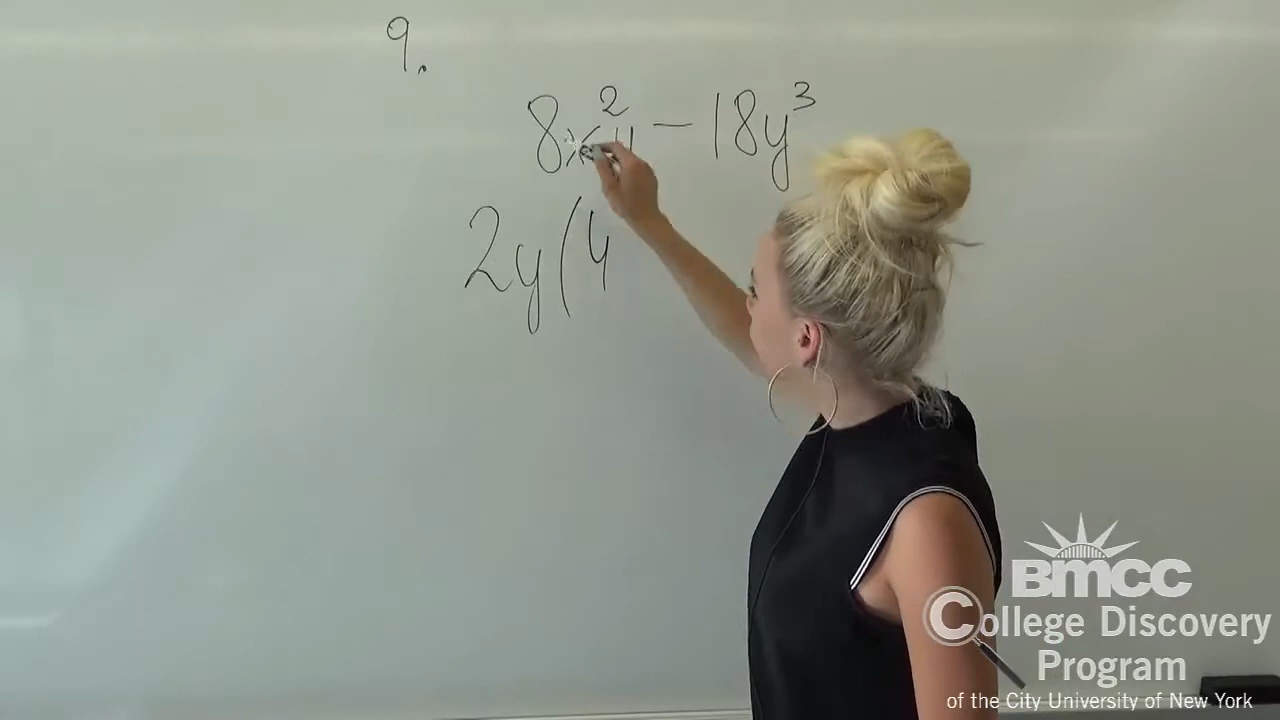 9.
8x²y - 18y³
2y(4
BMCC
College Discovery
Program
of the City University of New York